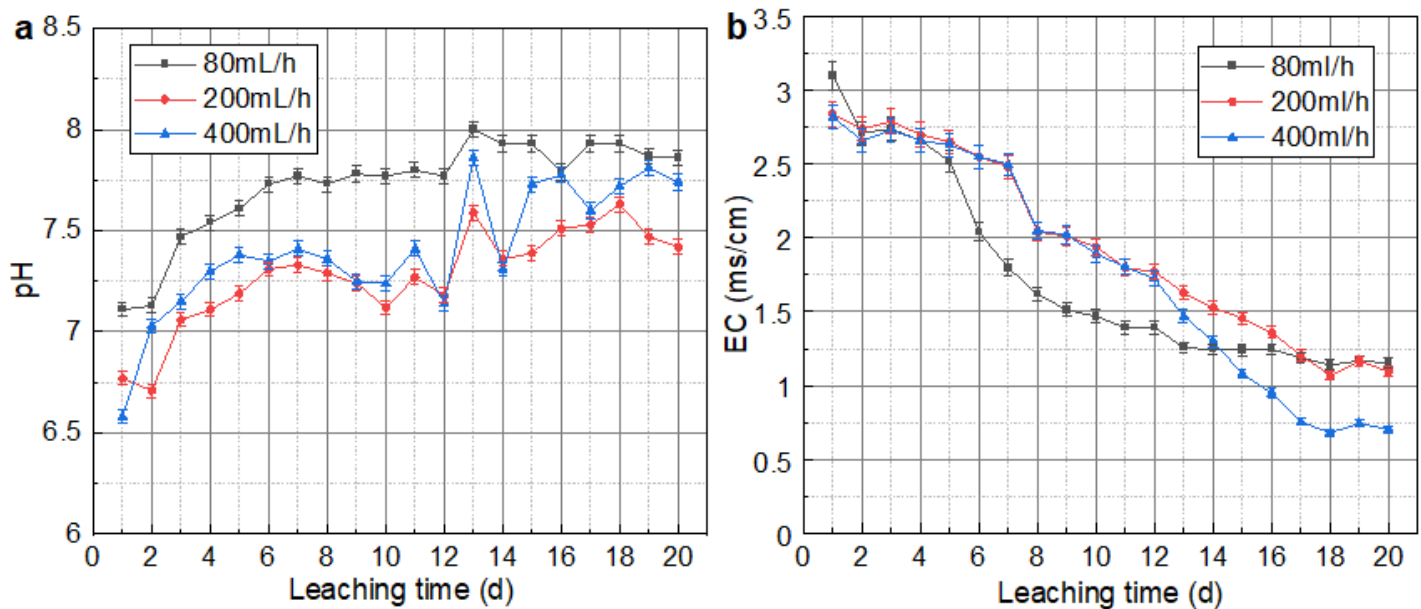 a
8.5
8
7.5
7
6.5
6
pH
80mL/h
200mL/h
400mL/h
0 2 4 6 8 10 12 14 16 18 20
Leaching time (d)
b
3.5
3
2.5
2
1.5
1
0.5
0
EC (ms/cm)
80ml/h
200ml/h
400ml/h
0 2 4 6 8 10 12 14 16 18 20
Leaching time (d)